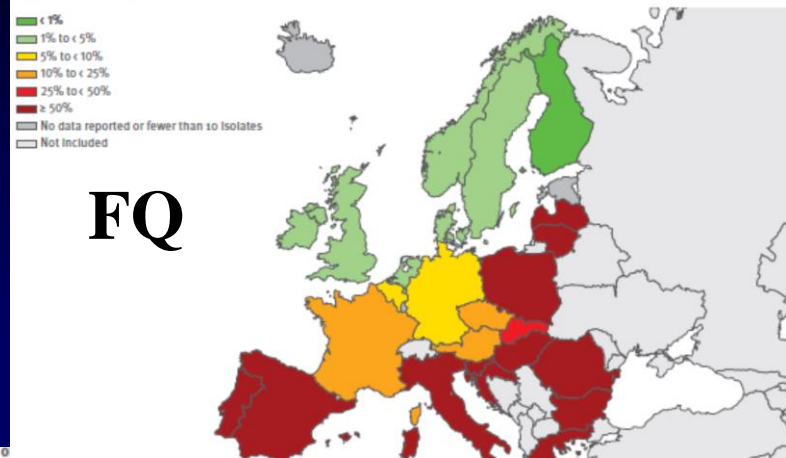 < 1%
1% to < 5%
5% to < 10%
10% to < 25%
25% to < 50%
≥ 50%
No data reported or fewer than 10 isolates
Not included
FQ